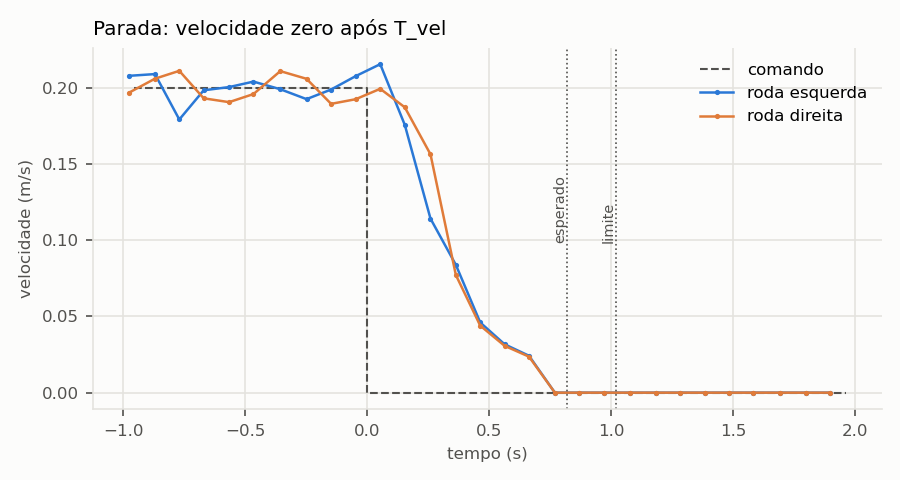 Parada: velocidade zero após T_vel
comando
roda esquerda
roda direita
velocidade (m/s)
0.20
0.15
0.10
0.05
0.00
esperado
limite
−1.0
−0.5
0.0
0.5
1.0
1.5
2.0
tempo (s)